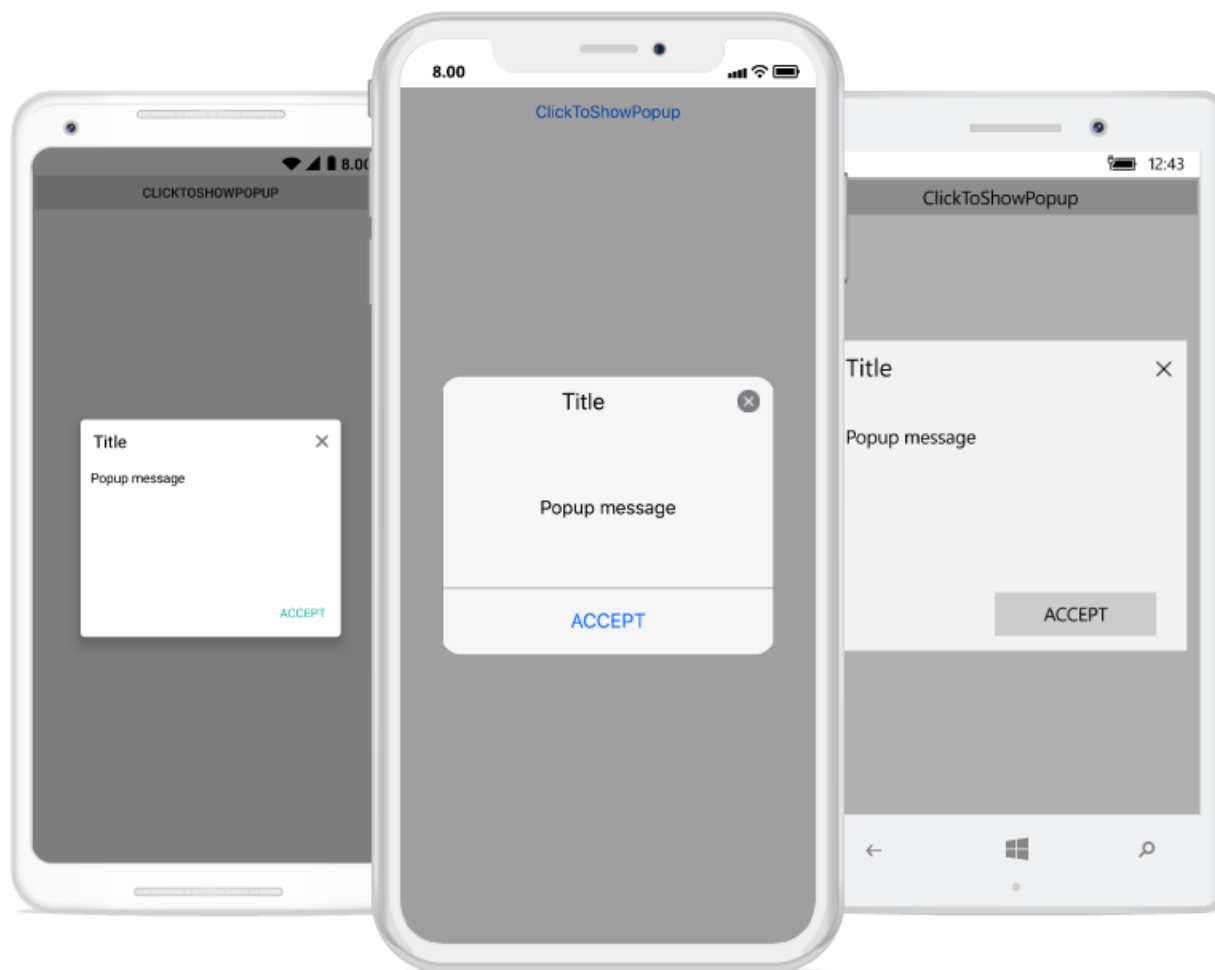 8.00
CLICKTOSHOWPOPUP
Title
Popup message
ACCEPT
8.00
ClickToShowPopup
Title
Popup message
ACCEPT
12:43
ClickToShowPopup
Title
Popup message
ACCEPT